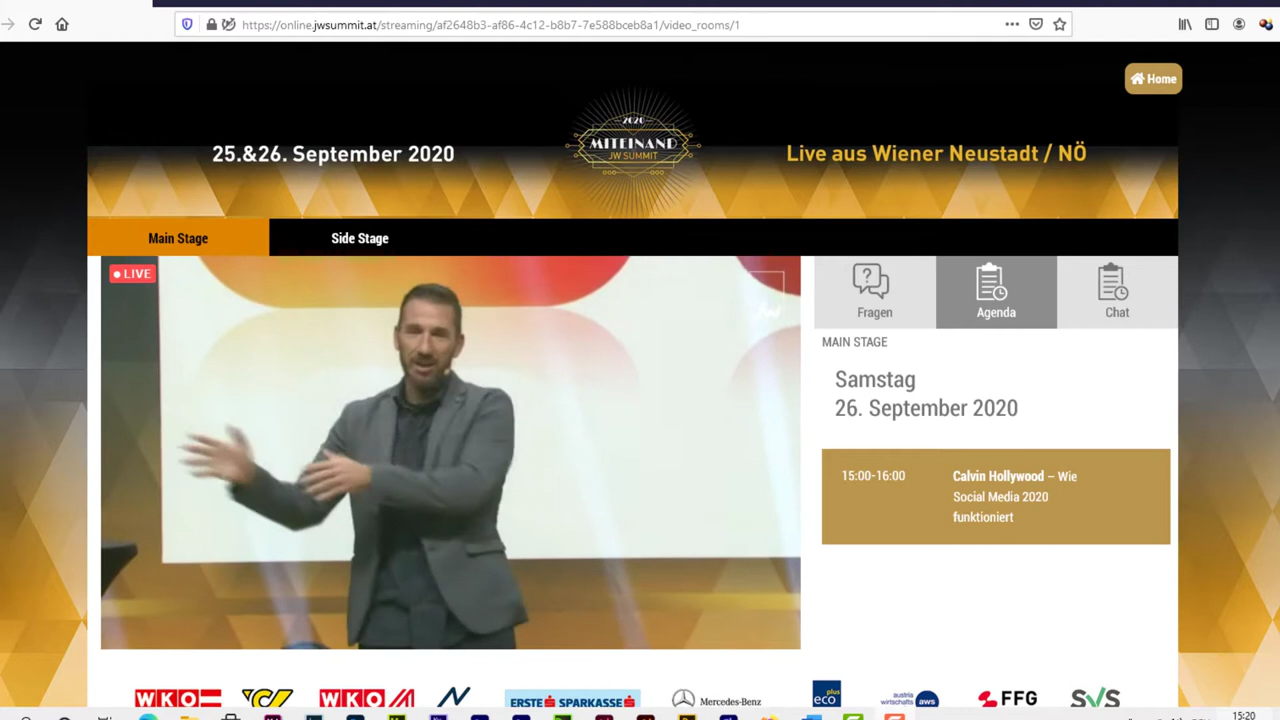 https://online.jwsummit.at/streaming/af2648b3-af86-4c12-b8b7-7e588bceb8a1/video_rooms/1
Home
25.&26. September 2020
2020
MITEINAND
JW SUMMIT
Live aus Wiener Neustadt / NÖ
Main Stage
Side Stage
LIVE
Fragen
Agenda
Chat
MAIN STAGE
Samstag
26. September 2020
15:00-16:00
Calvin Hollywood – Wie
Social Media 2020
funktioniert
WKO
WKO
ERSTE SPARKASSE
Mercedes-Benz
eco plus
austria wirtschafts aws
FFG
SVS
15:20